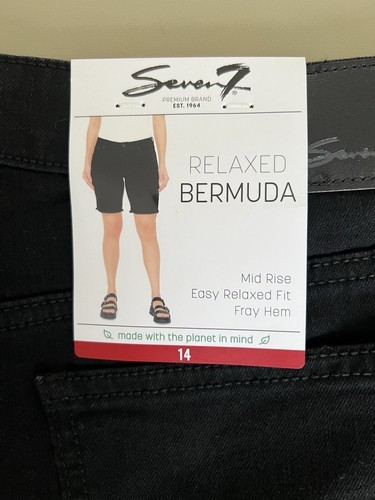 Seven7
PREMIUM BRAND
EST. 1964
RELAXED
BERMUDA
Mid Rise
Easy Relaxed Fit
Fray Hem
made with the planet in mind
14